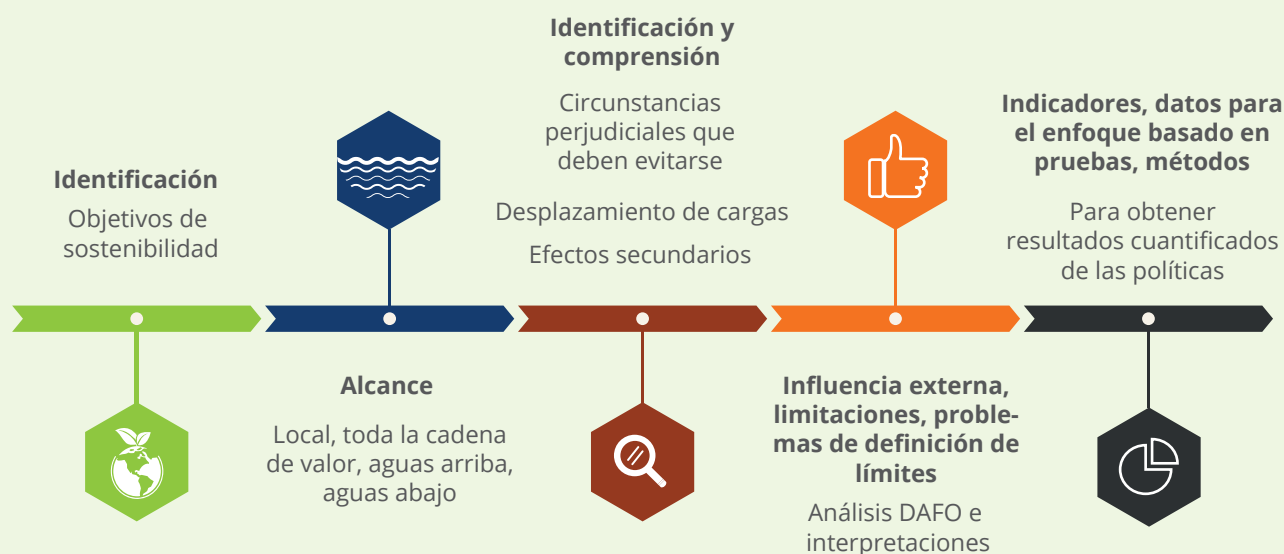 Identificación
Objetivos de
sostenibilidad
Alcance
Local, toda la cadena
de valor, aguas arriba,
aguas abajo
Identificación y
comprensión
Circunstancias
perjudiciales que
deben evitarse
Desplazamiento de cargas
Efectos secundarios
Influencia externa,
limitaciones, proble-
mas de definición de
límites
Análisis DAFO e
interpretaciones
Indicadores, datos para
el enfoque basado en
pruebas, métodos
Para obtener
resultados cuantificados
de las políticas